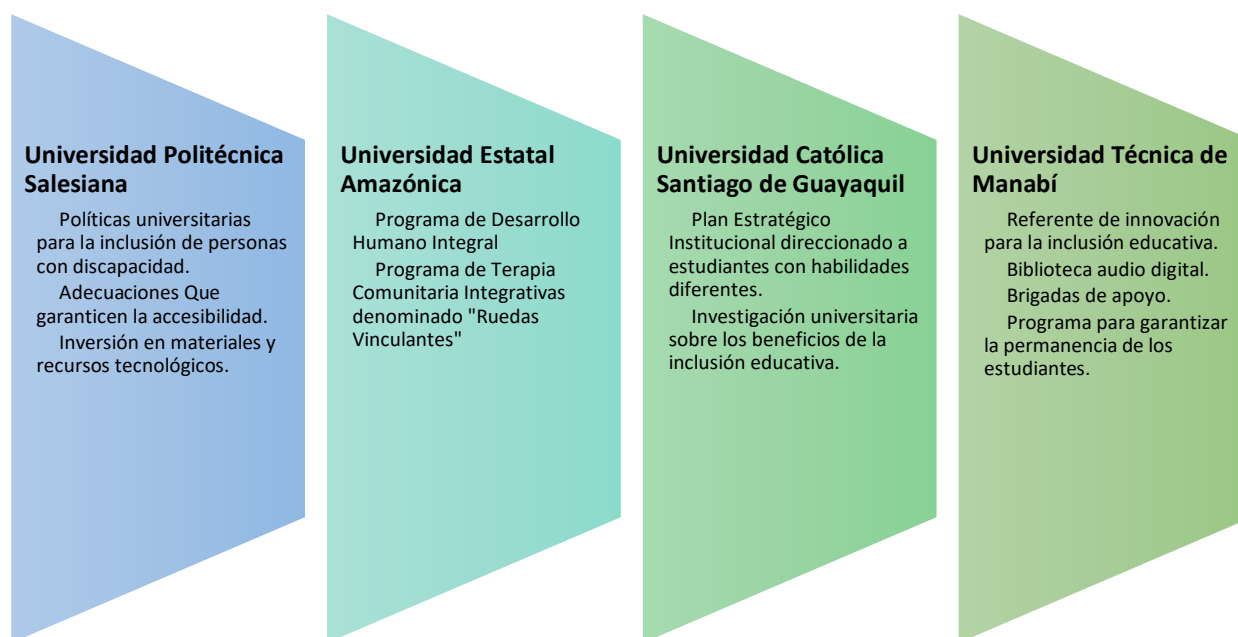 Universidad Politécnica
Salesiana
Políticas universitarias
para la inclusión de personas
con discapacidad.
Adecuaciones Que
garanticen la accesibilidad.
Inversión en materiales y
recursos tecnológicos.
Universidad Estatal
Amazónica
Programa de Desarrollo
Humano Integral
Programa de Terapia
Comunitaria Integrativas
denominado "Ruedas
Vinculantes"
Universidad Católica
Santiago de Guayaquil
Plan Estratégico
Institucional direccionado a
estudiantes con habilidades
diferentes.
Investigación universitaria
sobre los beneficios de la
inclusión educativa.
Universidad Técnica de
Manabí
Referente de innovación
para la inclusión educativa.
Biblioteca audio digital.
Brigadas de apoyo.
Programa para garantizar
la permanencia de los
estudiantes.